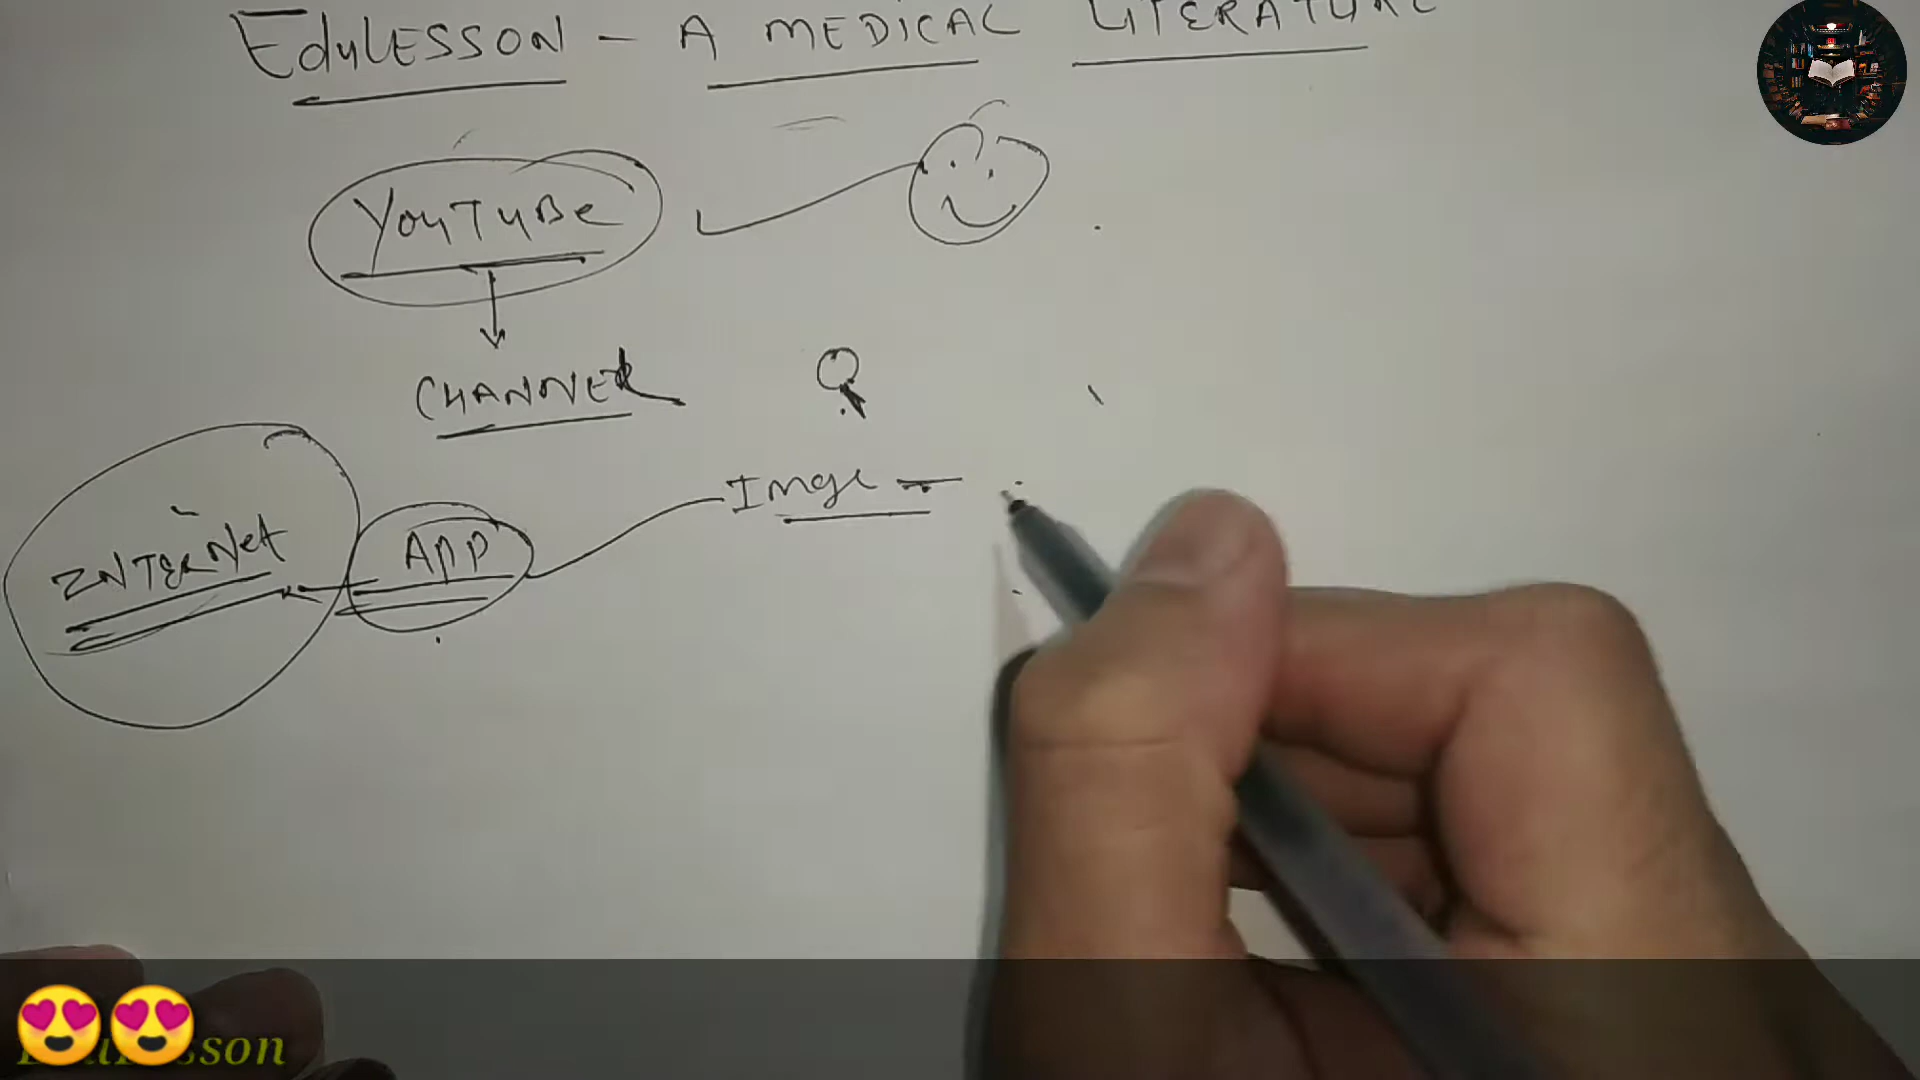 EduLESSON - A MEDICAL LITERATURE
YouTuBe
CHANNEL
Image -
INTERNet
APP